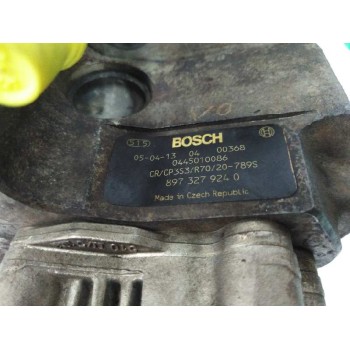 BOSCH
05-04-13 04 00368
0445010086
CR/CP3S3/R70/20-789S
897 327 924 0
Made in Czech Republic